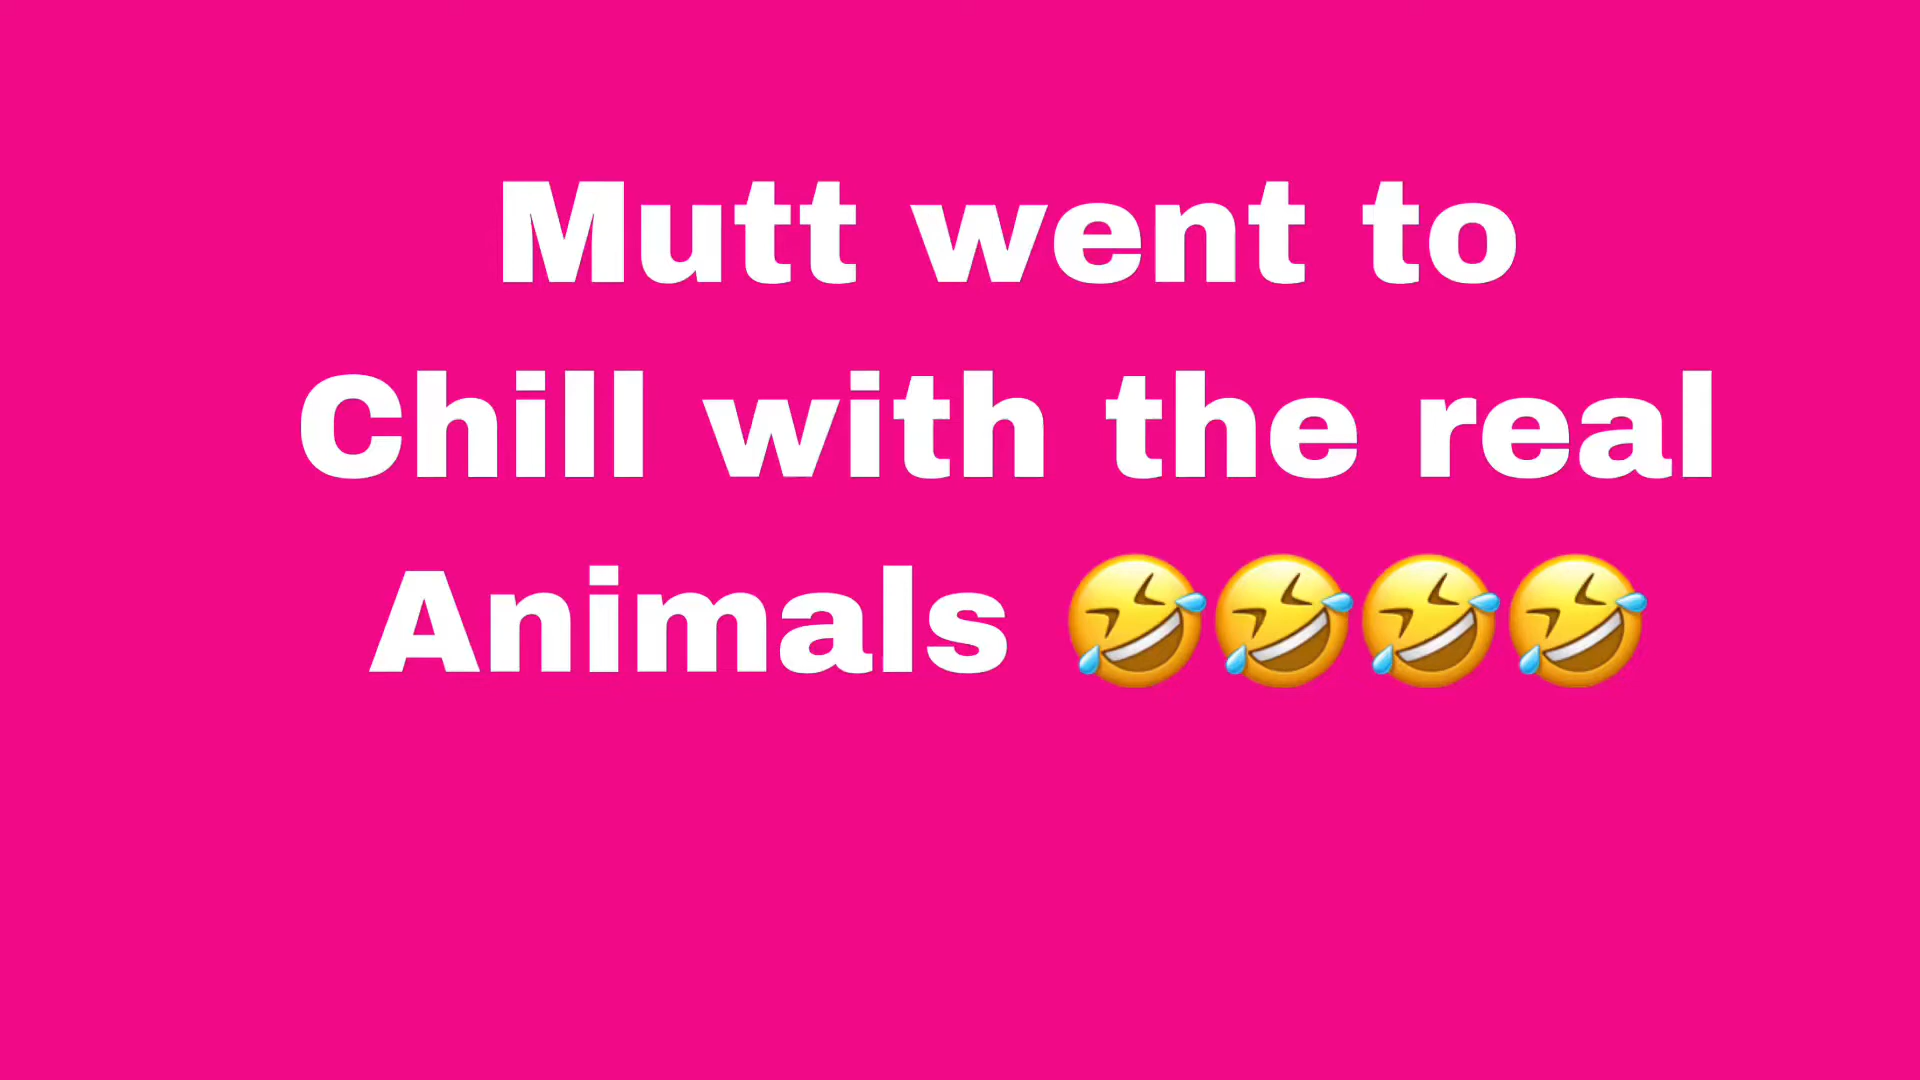 Mutt went to
Chill with the real
Animals 🤣🤣🤣🤣